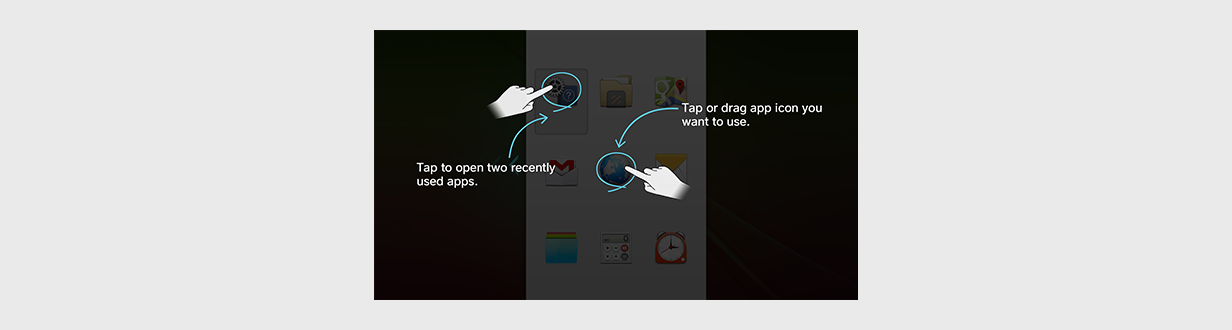 Tap or drag app icon you
want to use.
Tap to open two recently
used apps.